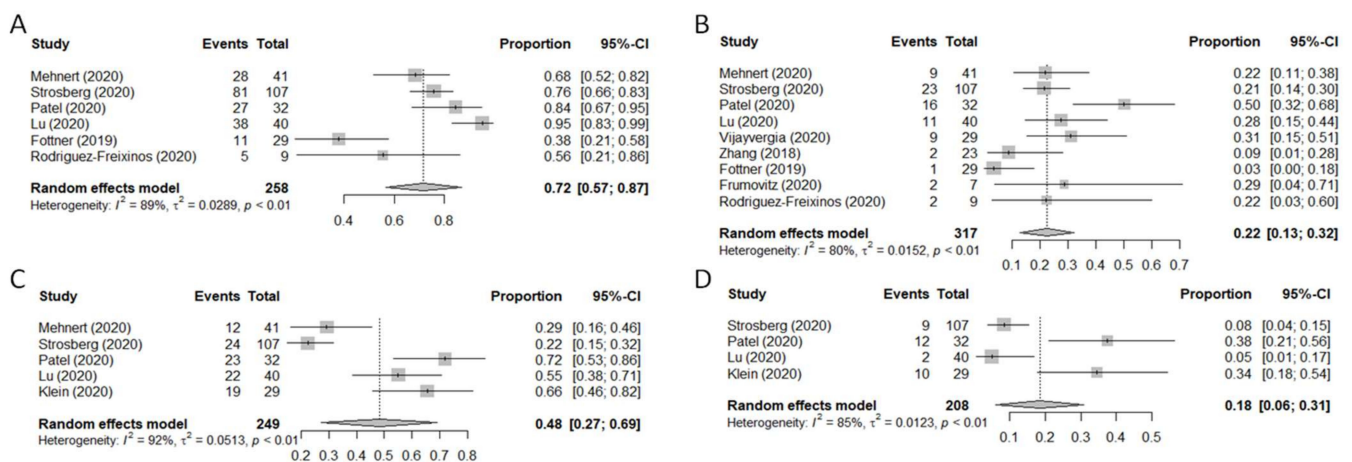 A
Study Events Total Proportion 95%-CI
Mehnert (2020) 28 41 0.68 [0.52; 0.82]
Strosberg (2020) 81 107 0.76 [0.66; 0.83]
Patel (2020) 27 32 0.84 [0.67; 0.95]
Lu (2020) 38 40 0.95 [0.83; 0.99]
Fottner (2019) 11 29 0.38 [0.21; 0.58]
Rodriguez-Freixinos (2020) 5 9 0.56 [0.21; 0.86]
Random effects model 258 0.72 [0.57; 0.87]
Heterogeneity: I² = 89%, τ² = 0.0289, p < 0.01
0.4 0.6 0.8
B
Study Events Total Proportion 95%-CI
Mehnert (2020) 9 41 0.22 [0.11; 0.38]
Strosberg (2020) 23 107 0.21 [0.14; 0.30]
Patel (2020) 16 32 0.50 [0.32; 0.68]
Lu (2020) 11 40 0.28 [0.15; 0.44]
Vijayvergia (2020) 9 29 0.31 [0.15; 0.51]
Zhang (2018) 2 23 0.09 [0.01; 0.28]
Fottner (2019) 1 29 0.03 [0.00; 0.18]
Frumovitz (2020) 2 7 0.29 [0.04; 0.71]
Rodriguez-Freixinos (2020) 2 9 0.22 [0.03; 0.60]
Random effects model 317 0.22 [0.13; 0.32]
Heterogeneity: I² = 80%, τ² = 0.0152, p < 0.01
0.1 0.2 0.3 0.4 0.5 0.6 0.7
C
Study Events Total Proportion 95%-CI
Mehnert (2020) 12 41 0.29 [0.16; 0.46]
Strosberg (2020) 24 107 0.22 [0.15; 0.32]
Patel (2020) 23 32 0.72 [0.53; 0.86]
Lu (2020) 22 40 0.55 [0.38; 0.71]
Klein (2020) 19 29 0.66 [0.46; 0.82]
Random effects model 249 0.48 [0.27; 0.69]
Heterogeneity: I² = 92%, τ² = 0.0513, p < 0.01
0.2 0.3 0.4 0.5 0.6 0.7 0.8
D
Study Events Total Proportion 95%-CI
Strosberg (2020) 9 107 0.08 [0.04; 0.15]
Patel (2020) 12 32 0.38 [0.21; 0.56]
Lu (2020) 2 40 0.05 [0.01; 0.17]
Klein (2020) 10 29 0.34 [0.18; 0.54]
Random effects model 208 0.18 [0.06; 0.31]
Heterogeneity: I² = 85%, τ² = 0.0123, p < 0.01
0.1 0.2 0.3 0.4 0.5